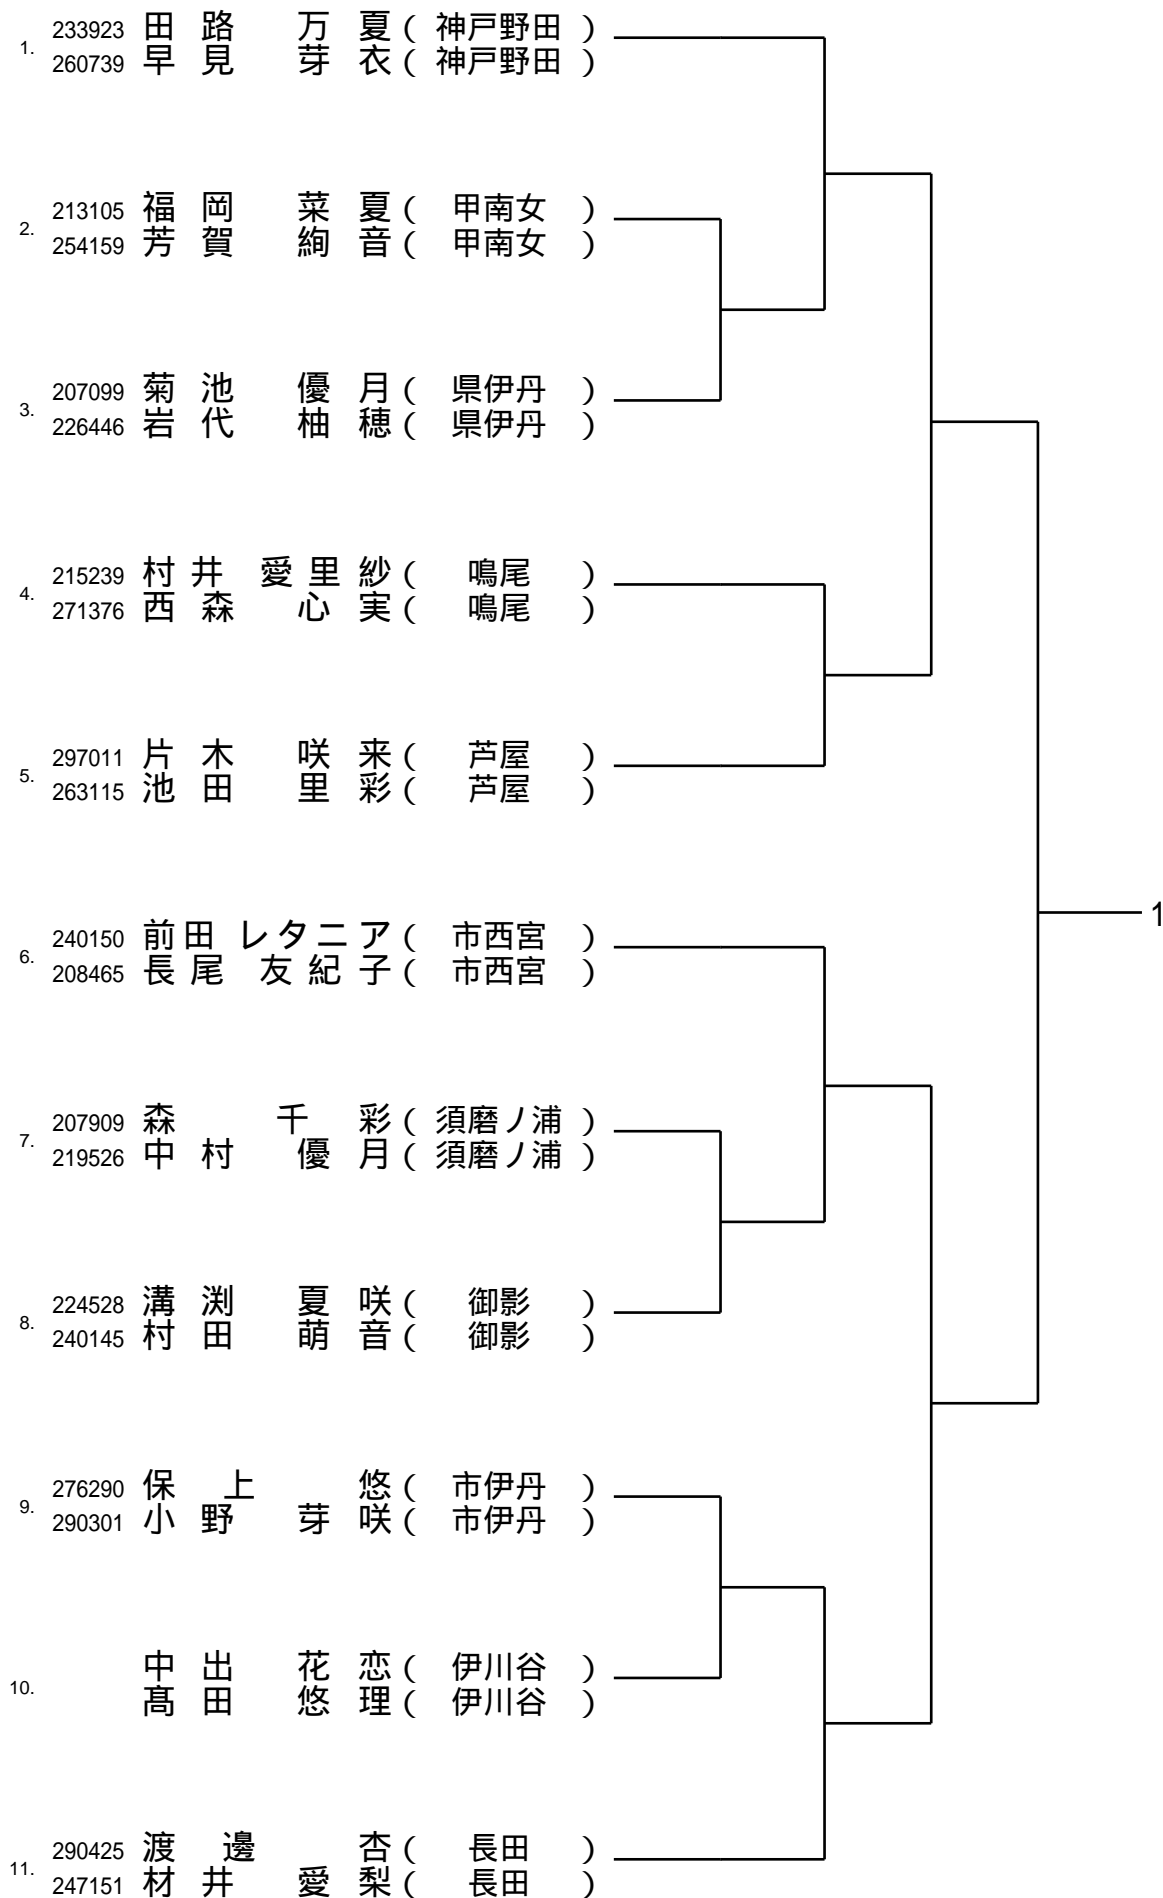 1. 233923 田路 万夏 ( 神戸野田 )
260739 早見 芽衣 ( 神戸野田 )
2. 213105 福岡 菜夏 ( 甲南女 )
254159 芳賀 絢音 ( 甲南女 )
3. 207099 菊池 優月 ( 県伊丹 )
226446 岩代 柚穂 ( 県伊丹 )
4. 215239 村井 愛里紗 ( 鳴尾 )
271376 西森 心実 ( 鳴尾 )
5. 297011 片木 咲来 ( 芦屋 )
263115 池田 里彩 ( 芦屋 )
6. 240150 前田 レタニア ( 市西宮 )
208465 長尾 友紀子 ( 市西宮 )
1
7. 207909 森 千彩 ( 須磨ノ浦 )
219526 中村 優月 ( 須磨ノ浦 )
8. 224528 溝渕 夏咲 ( 御影 )
240145 村田 萌音 ( 御影 )
9. 276290 保上 悠 ( 市伊丹 )
290301 小野 芽咲 ( 市伊丹 )
10. 中出 花恋 ( 伊川谷 )
髙田 悠理 ( 伊川谷 )
11. 290425 渡邊 杏 ( 長田 )
247151 材井 愛梨 ( 長田 )